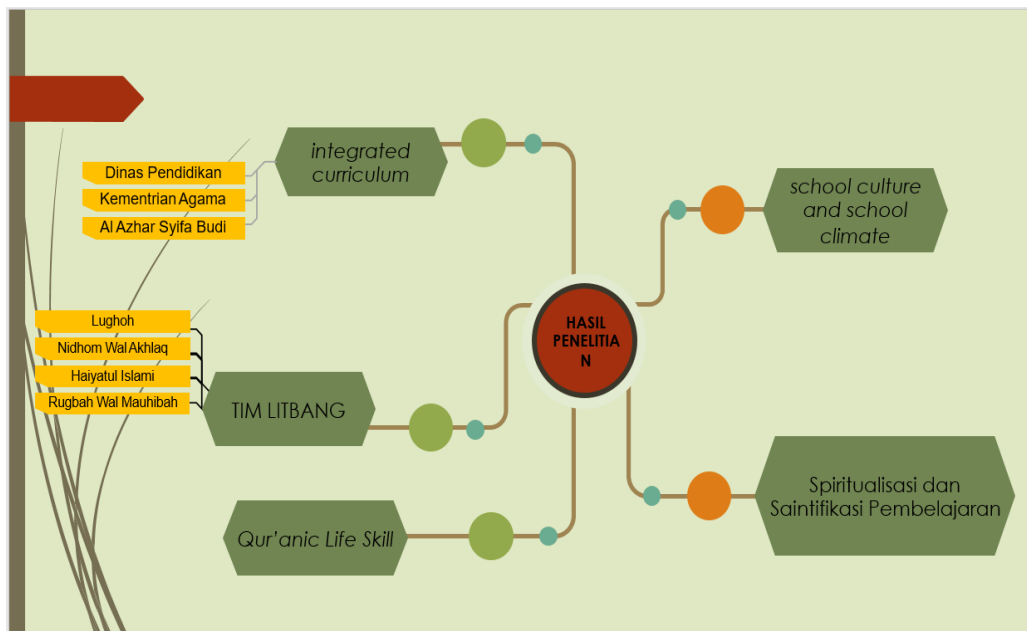 integrated
curriculum
Dinas Pendidikan
Kementrian Agama
Al Azhar Syifa Budi
school culture
and school
climate
HASIL
PENELITIA
N
Lughoh
Nidhom Wal Akhlaq
Haiyatul Islami
Rugbah Wal Mauhibah
TIM LITBANG
Spiritualisasi dan
Saintifikasi Pembelajaran
Qur’anic Life Skill